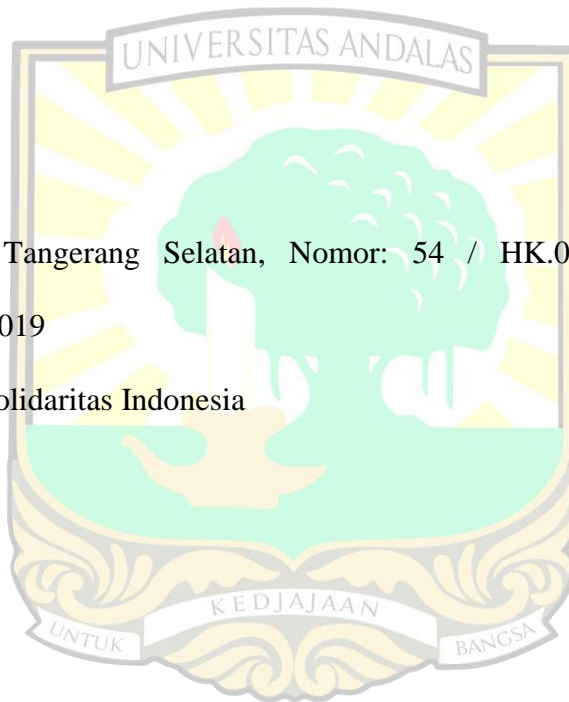 UNIVERSITAS ANDALAS
Tangerang Selatan, Nomor: 54 / HK.0
019
olidaritas Indonesia
KEDJAJAAN
UNTUK BANGSA